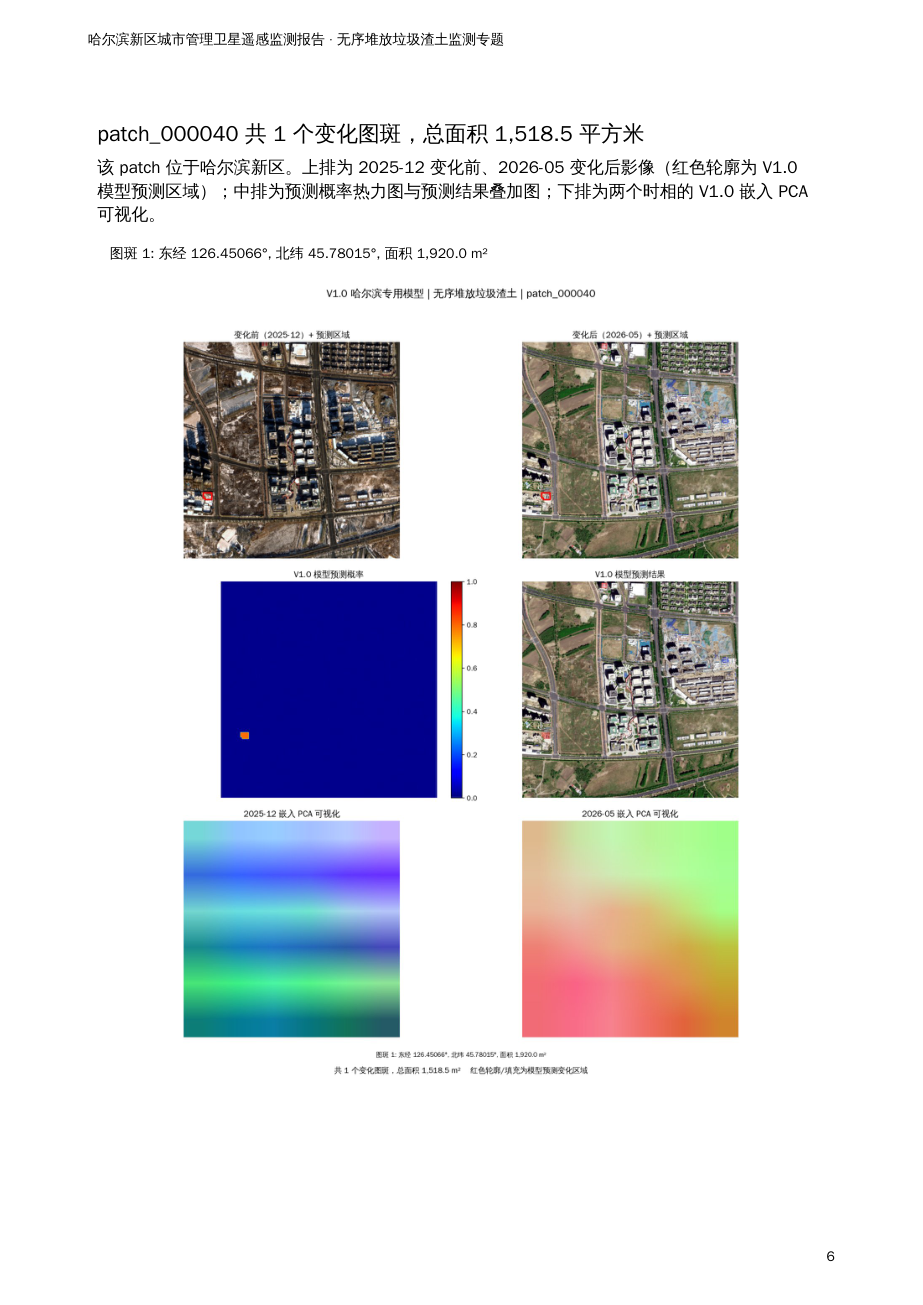 哈尔滨新区城市管理卫星遥感监测报告 · 无序堆放垃圾渣土监测专题
patch_000040 共 1 个变化图斑，总面积 1,518.5 平方米
该 patch 位于哈尔滨新区。上排为 2025-12 变化前、2026-05 变化后影像（红色轮廓为 V1.0
模型预测区域）；中排为预测概率热力图与预测结果叠加图；下排为两个时相的 V1.0 嵌入 PCA
可视化。
图斑 1: 东经 126.45066°, 北纬 45.78015°, 面积 1,920.0 m²
V1.0 哈尔滨专用模型 | 无序堆放垃圾渣土 | patch_000040
变化前（2025-12）+ 预测区域
变化后（2026-05）+ 预测区域
V1.0 模型预测概率
V1.0 模型预测结果
1.0
0.8
0.6
0.4
0.2
0.0
2025-12 嵌入 PCA 可视化
2026-05 嵌入 PCA 可视化
图斑 1: 东经 126.45066°, 北纬 45.78015°, 面积 1,920.0 m²
共 1 个变化图斑，总面积 1,518.5 m² 红色轮廓/填充为模型预测变化区域
6